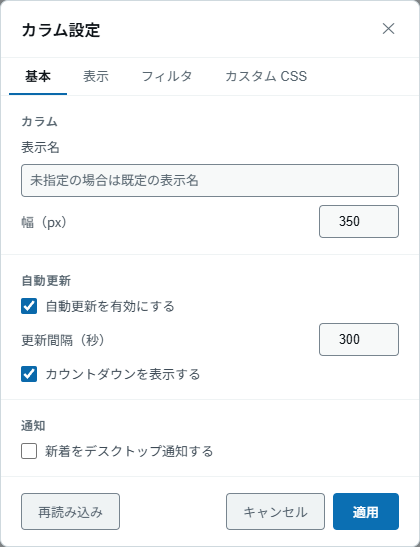 カラム設定
基本 表示 フィルタ カスタム CSS
カラム
表示名
未指定の場合は既定の表示名
幅（px） 350
自動更新
自動更新を有効にする
更新間隔（秒） 300
カウントダウンを表示する
通知
新着をデスクトップ通知する
再読み込み キャンセル 適用